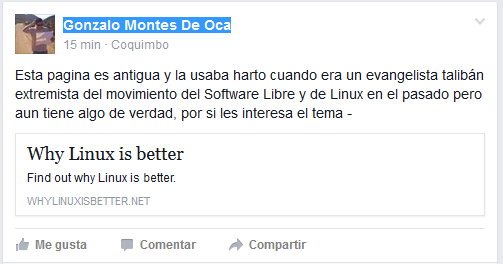 Gonzalo Montes De Oca
15 min · Coquimbo
Esta pagina es antigua y la usaba harto cuando era un evangelista talibán
extremista del movimiento del Software Libre y de Linux en el pasado pero
aun tiene algo de verdad, por si les interesa el tema -
Why Linux is better
Find out why Linux is better.
WHYLINUXISBETTER.NET
Me gusta Comentar Compartir